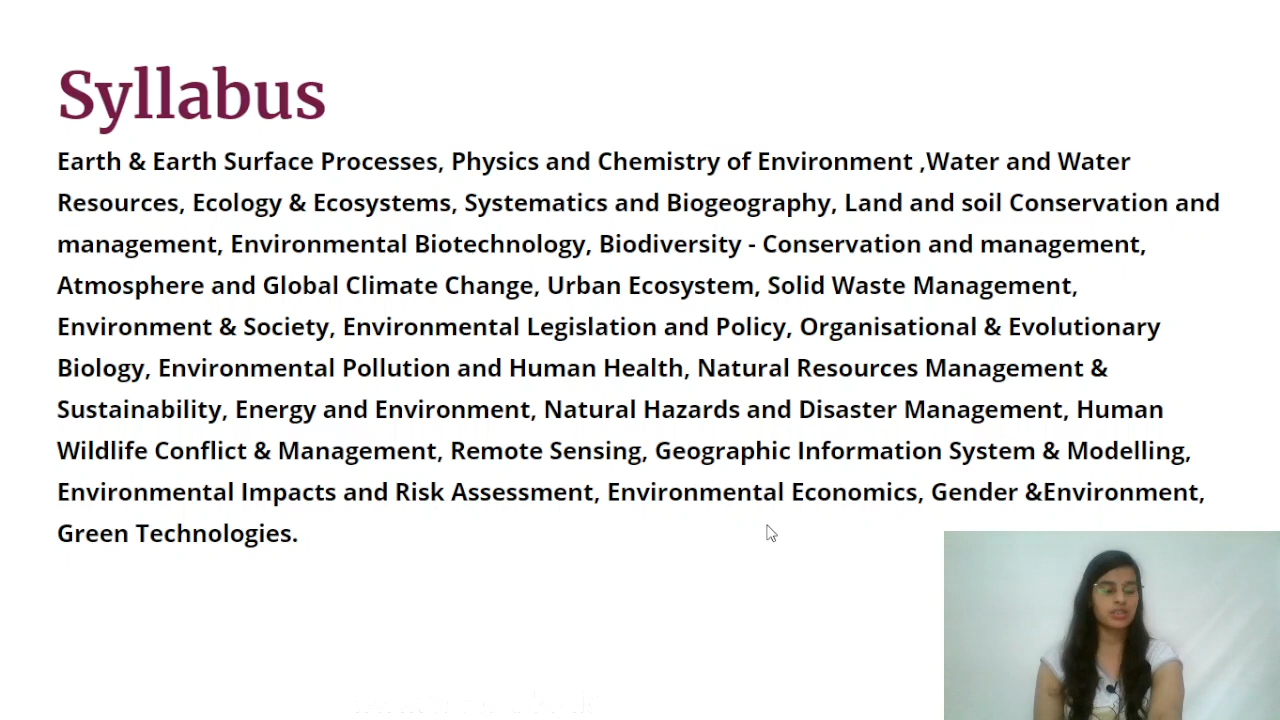 Syllabus
Earth & Earth Surface Processes, Physics and Chemistry of Environment ,Water and Water
Resources, Ecology & Ecosystems, Systematics and Biogeography, Land and soil Conservation and
management, Environmental Biotechnology, Biodiversity - Conservation and management,
Atmosphere and Global Climate Change, Urban Ecosystem, Solid Waste Management,
Environment & Society, Environmental Legislation and Policy, Organisational & Evolutionary
Biology, Environmental Pollution and Human Health, Natural Resources Management &
Sustainability, Energy and Environment, Natural Hazards and Disaster Management, Human
Wildlife Conflict & Management, Remote Sensing, Geographic Information System & Modelling,
Environmental Impacts and Risk Assessment, Environmental Economics, Gender &Environment,
Green Technologies.